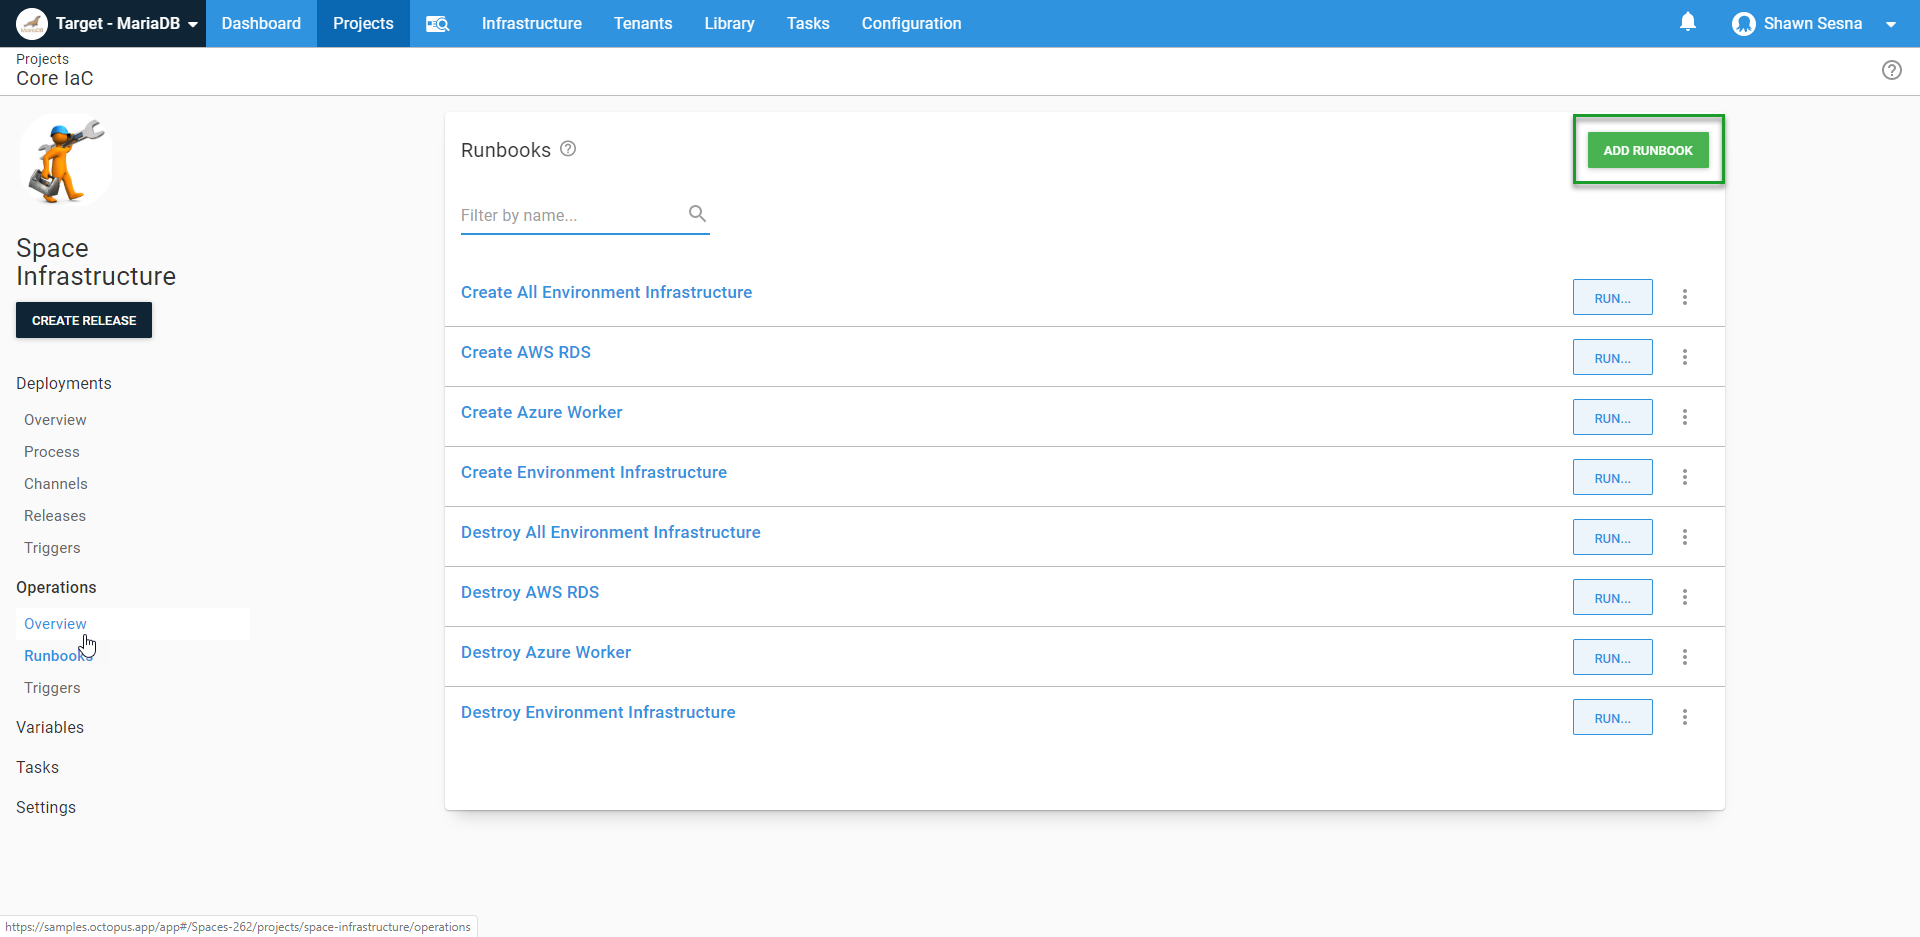 Target - MariaDB
Dashboard
Projects
Infrastructure
Tenants
Library
Tasks
Configuration
Shawn Sesna
Projects
Core IaC
Space
Infrastructure
CREATE RELEASE
Deployments
Overview
Process
Channels
Releases
Triggers
Operations
Overview
Runbooks
Triggers
Variables
Tasks
Settings
Runbooks
ADD RUNBOOK
Filter by name...
Create All Environment Infrastructure
RUN...
Create AWS RDS
RUN...
Create Azure Worker
RUN...
Create Environment Infrastructure
RUN...
Destroy All Environment Infrastructure
RUN...
Destroy AWS RDS
RUN...
Destroy Azure Worker
RUN...
Destroy Environment Infrastructure
RUN...
https://samples.octopus.app/app#/Spaces-262/projects/space-infrastructure/operations